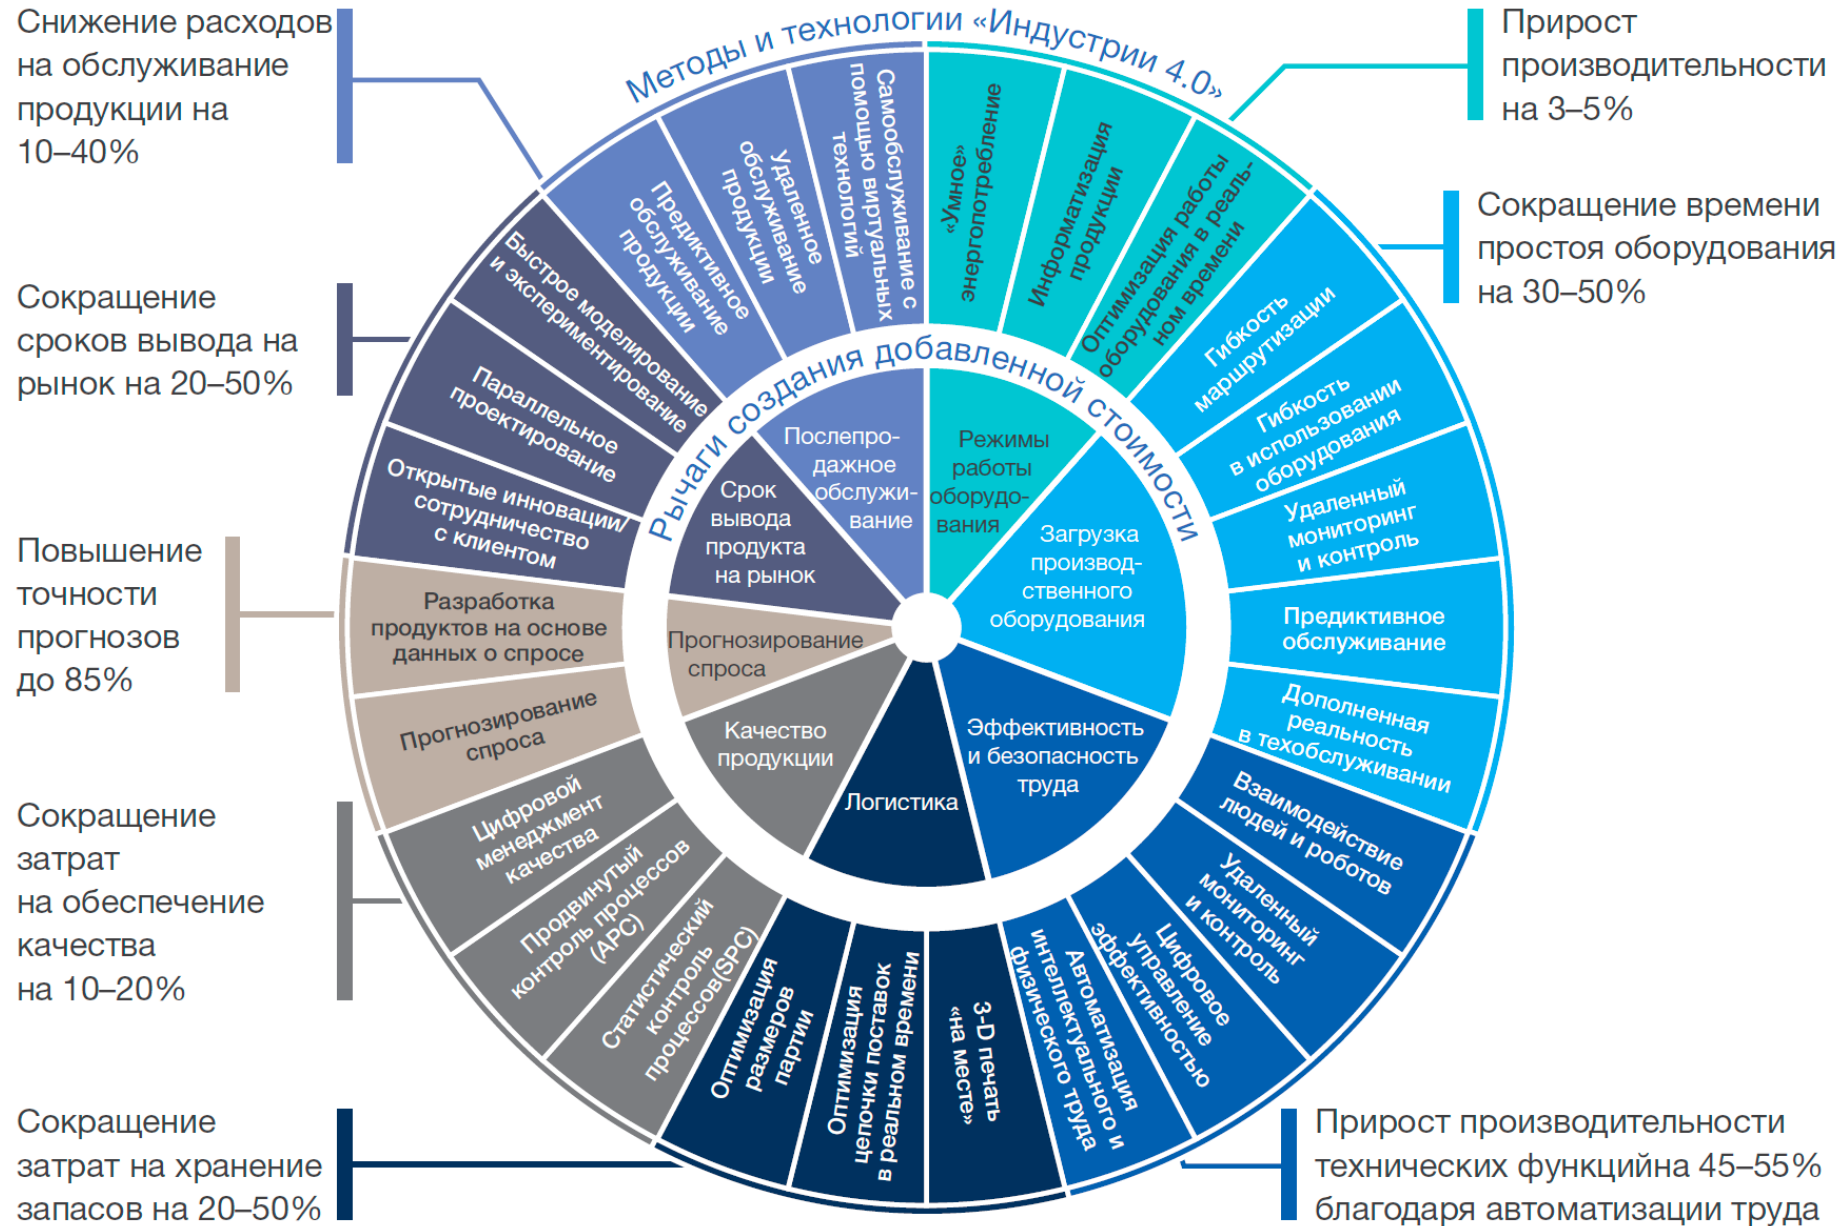 Снижение расходов
на обслуживание
продукции на
10–40%
Сокращение
сроков вывода на
рынок на 20–50%
Повышение
точности
прогнозов
до 85%
Сокращение
затрат
на обеспечение
качества
на 10–20%
Сокращение
затрат на хранение
запасов на 20–50%
Методы и технологии «Индустрии 4.0»
«Умное»
энергопотребление
Информатизация
продукции
Оптимизация работы
оборудования в реаль-
ном времени
Гибкость
маршрутизации
Гибкость
в использовании
оборудования
Удаленный
мониторинг
и контроль
Предиктивное
обслуживание
Дополненная
реальность
в техобслуживании
Взаимодействие
людей и роботов
Удаленный
мониторинг
и контроль
Цифровое
управление
эффективностью
Автоматизация
интеллектуального и
физического труда
3-D печать
«на месте»
Оптимизация
цепочки поставок
в реальном времени
Оптимизация
размеров
партии
Статистический
контроль
процессов(SPC)
Продвинутый
контроль процессов
(APC)
Цифровой
менеджмент
качества
Прогнозирование
спроса
Разработка
продуктов на основе
данных о спросе
Открытые инновации/
сотрудничество
с клиентом
Параллельное
проектирование
Быстрое моделирование
и экспериментирование
Предиктивное
обслуживание
продукции
Удаленное
обслуживание
продукции
Самообслуживание с
помощью виртуальных
технологий
Рычаги создания добавленной стоимости
Режимы
работы
оборудо-
вания
Загрузка
производ-
ственного
оборудования
Эффективность
и безопасность
труда
Логистика
Качество
продукции
Прогнозирование
спроса
Срок
вывода
продукта
на рынок
Послепро-
дажное
обслужи-
вание
Прирост
производительности
на 3–5%
Сокращение времени
простоя оборудования
на 30–50%
Прирост производительности
технических функцийна 45–55%
благодаря автоматизации труда